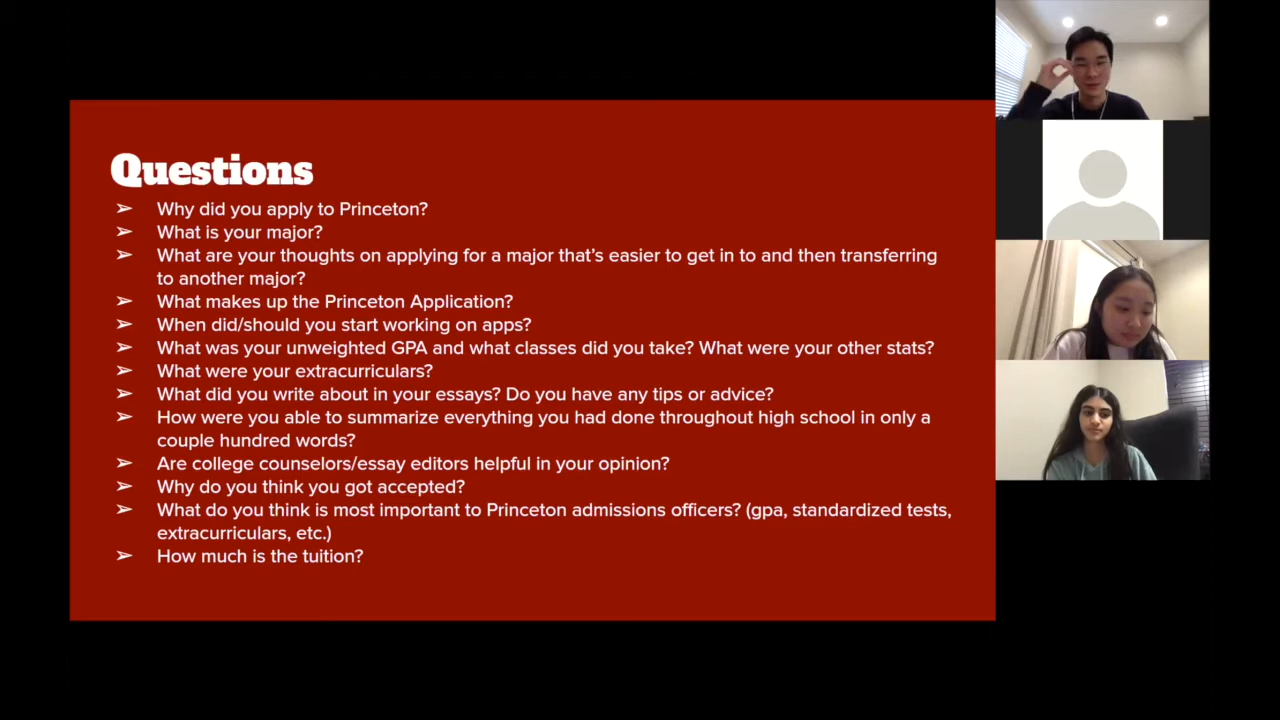 Questions
➢ Why did you apply to Princeton?
➢ What is your major?
➢ What are your thoughts on applying for a major that’s easier to get in to and then transferring
to another major?
➢ What makes up the Princeton Application?
➢ When did/should you start working on apps?
➢ What was your unweighted GPA and what classes did you take? What were your other stats?
➢ What were your extracurriculars?
➢ What did you write about in your essays? Do you have any tips or advice?
➢ How were you able to summarize everything you had done throughout high school in only a
couple hundred words?
➢ Are college counselors/essay editors helpful in your opinion?
➢ Why do you think you got accepted?
➢ What do you think is most important to Princeton admissions officers? (gpa, standardized tests,
extracurriculars, etc.)
➢ How much is the tuition?